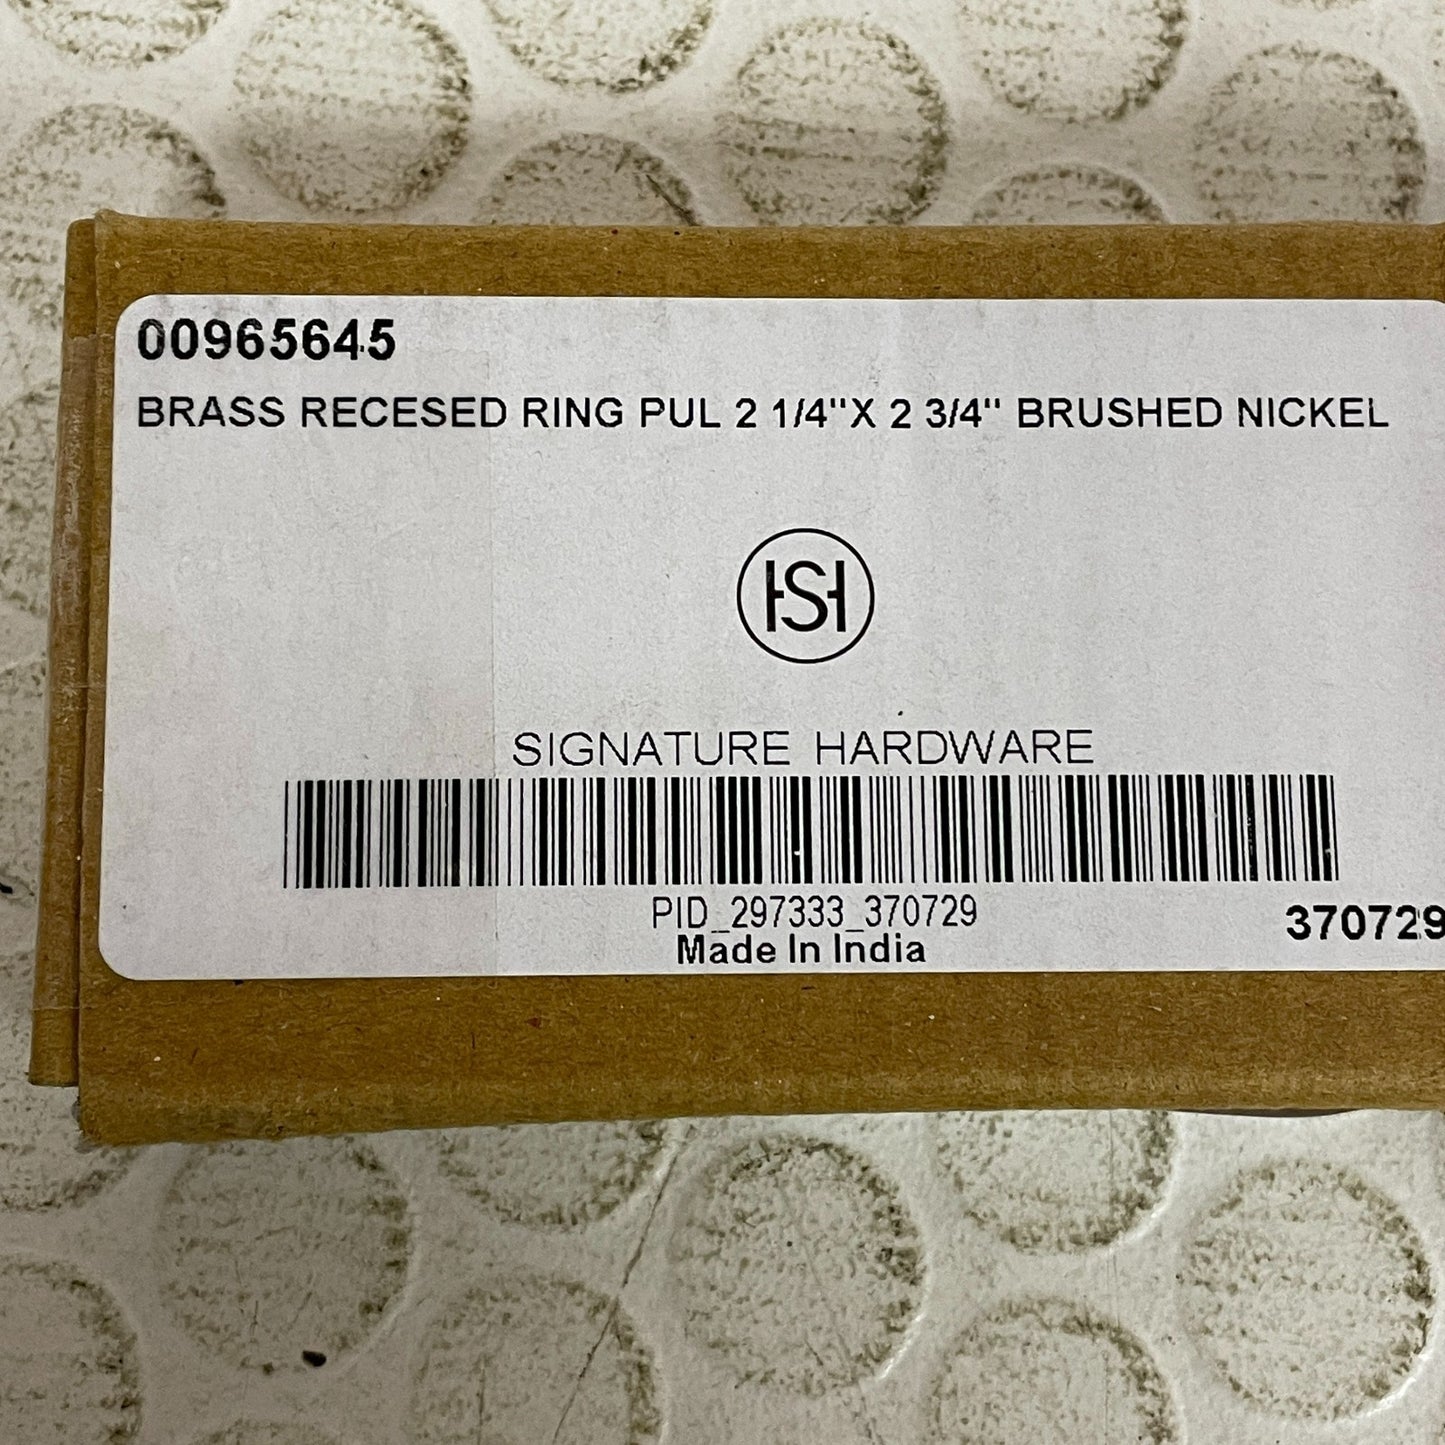 00965645
BRASS RECESED RING PUL 2 1/4"X 2 3/4" BRUSHED NICKEL
HSH
SIGNATURE HARDWARE
PID_297333_370729
Made In India
370729